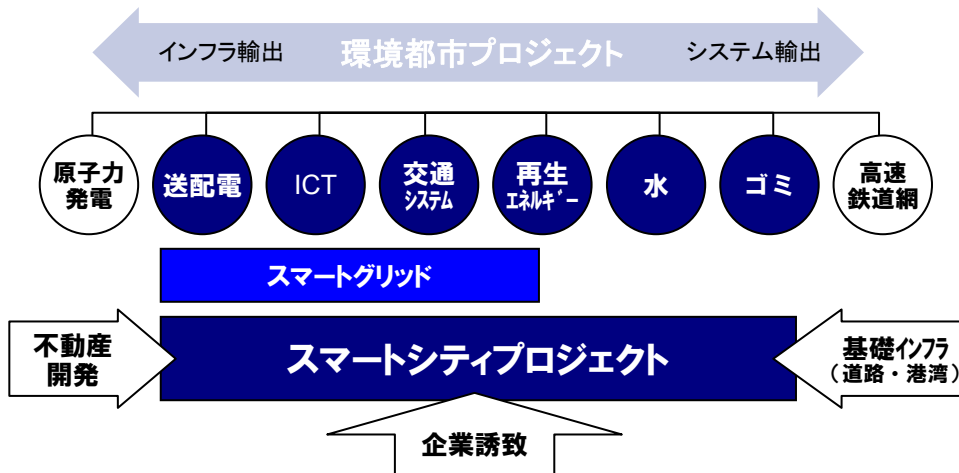 インフラ輸出 環境都市プロジェクト システム輸出
原子力
発電
送配電
ICT
交通
ｼｽﾃﾑ
再生
ｴﾈﾙｷﾞｰ
水
ゴミ
高速
鉄道網
スマートグリッド
不動産
開発
スマートシティプロジェクト
基礎ｲﾝﾌﾗ
（道路・港湾）
企業誘致